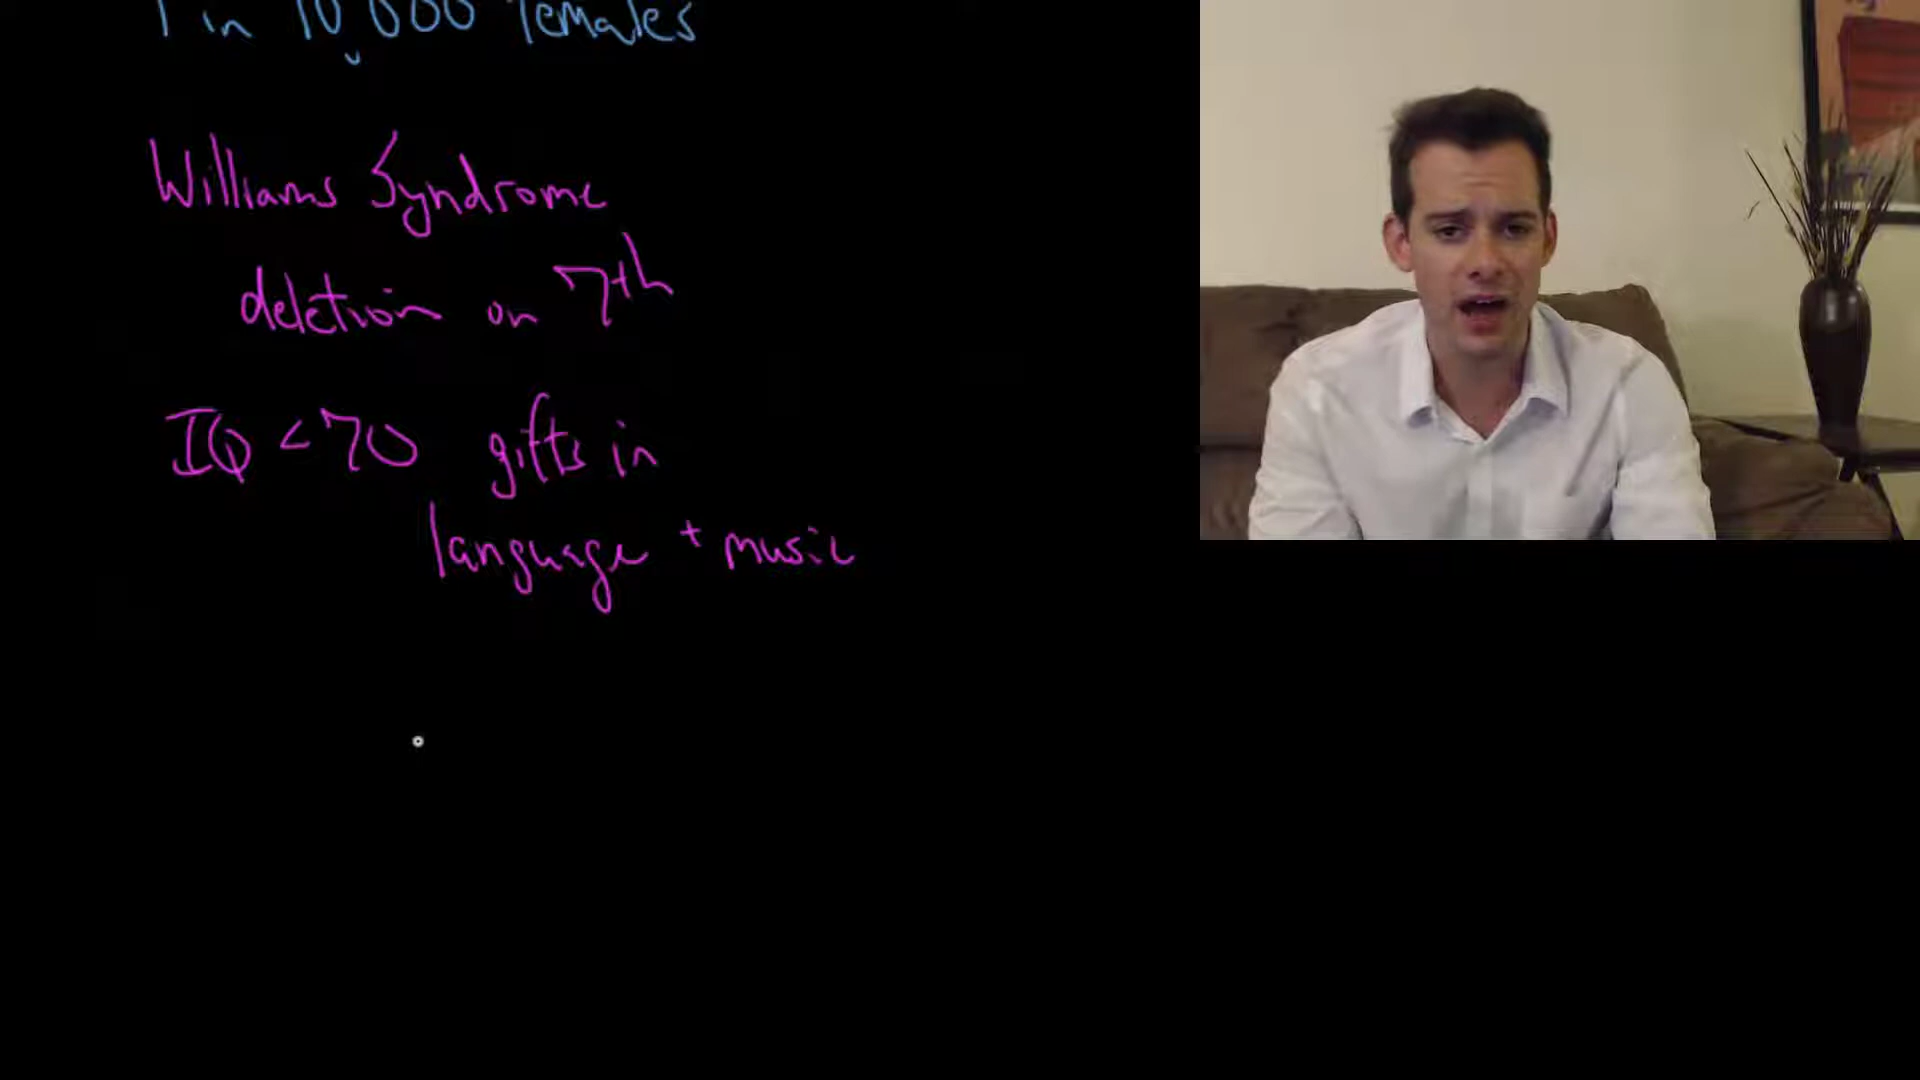 1 in 10,000 females
Williams Syndrome
deletion on 7th
IQ < 70 gifts in
language + music